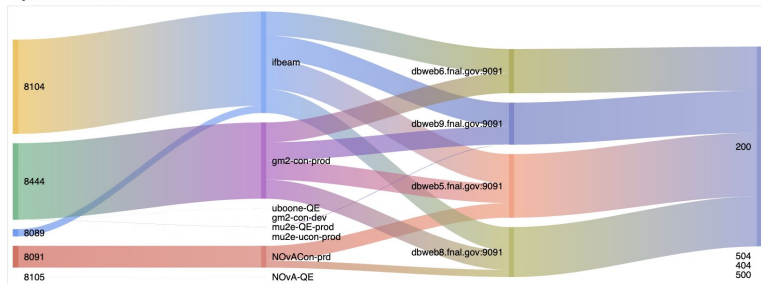 8104
8444
8089
8091
8105
ifbeam
gm2-con-prod
uboone-QE
gm2-con-dev
mu2e-QE-prod
mu2e-ucon-prod
NOvACon-prd
NOvA-QE
dbweb6.fnal.gov:9091
dbweb9.fnal.gov:9091
dbweb5.fnal.gov:9091
dbweb8.fnal.gov:9091
200
504
404
500